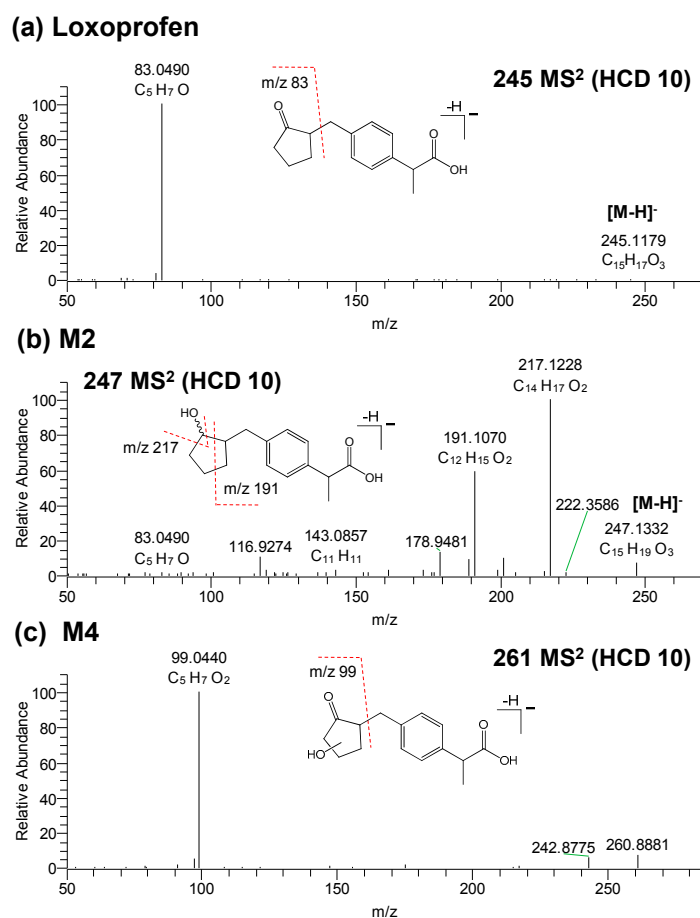 (a) Loxoprofen
83.0490
C5 H7 O
m/z 83
245 MS2 (HCD 10)
-H
O
O
OH
[M-H]-
245.1179
C15H17O3
Relative Abundance
100
80
60
40
20
0
50
100
150
200
250
m/z
(b) M2
247 MS2 (HCD 10)
217.1228
C14 H17 O2
HO
-H
O
OH
m/z 217
m/z 191
191.1070
C12 H15 O2
222.3586
[M-H]-
247.1332
C15 H19 O3
83.0490
C5 H7 O
116.9274
143.0857
C11 H11
178.9481
Relative Abundance
100
80
60
40
20
0
50
100
150
200
250
m/z
(c) M4
99.0440
C5 H7 O2
m/z 99
261 MS2 (HCD 10)
-H
O
HO
O
OH
242.8775
260.8881
Relative Abundance
100
80
60
40
20
0
50
100
150
200
250
m/z